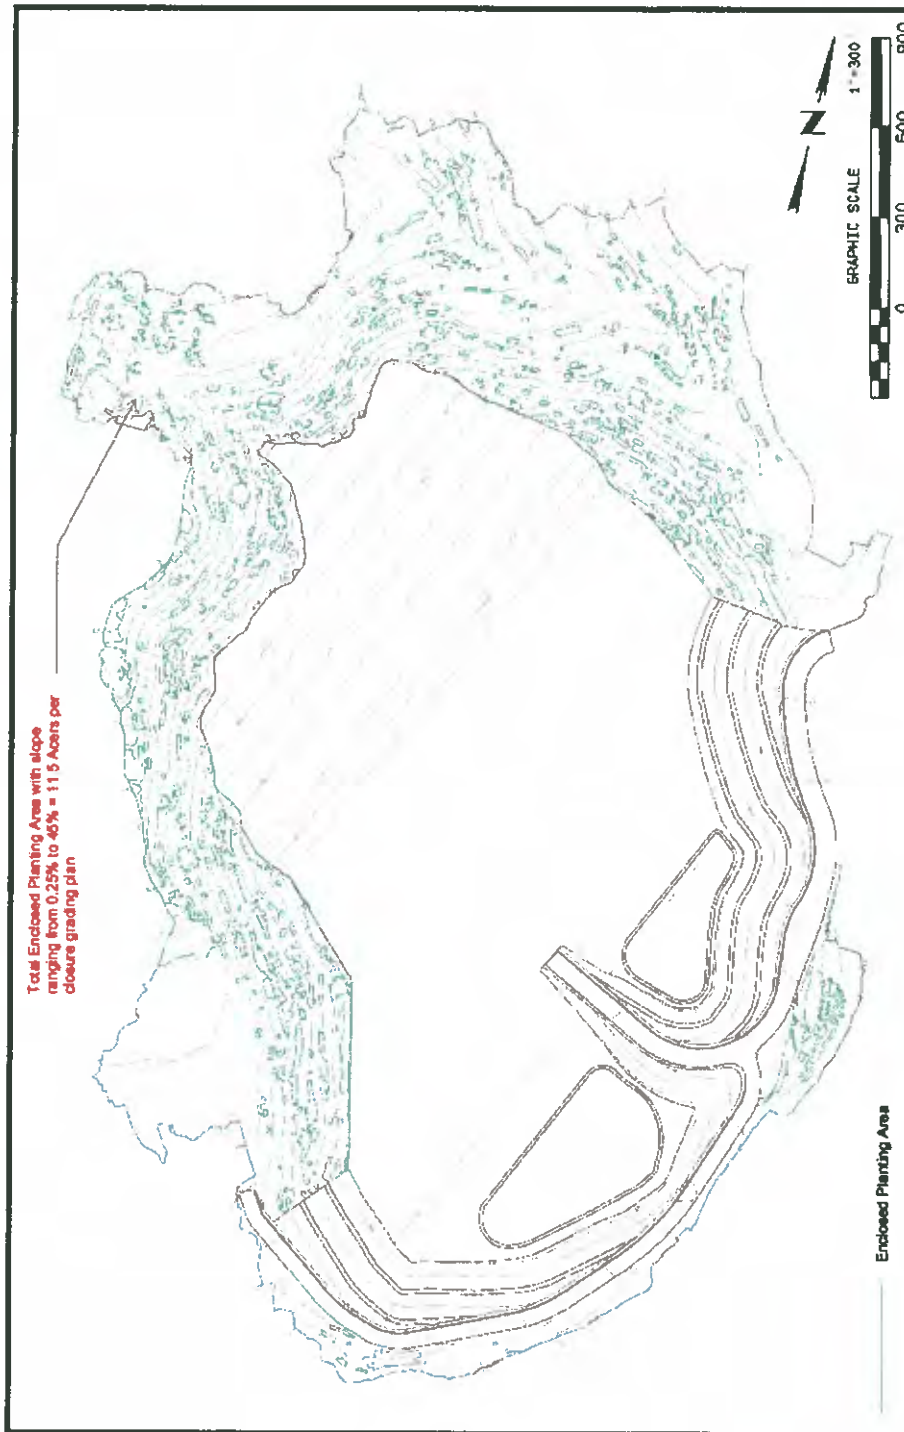 Total Enclosed Planting Area with slope
ranging from 0.25% to 45% = 11.5 Acers per
closure grading plan
N
GRAPHIC SCALE 1"=300
0 300 600 900
Enclosed Planting Area